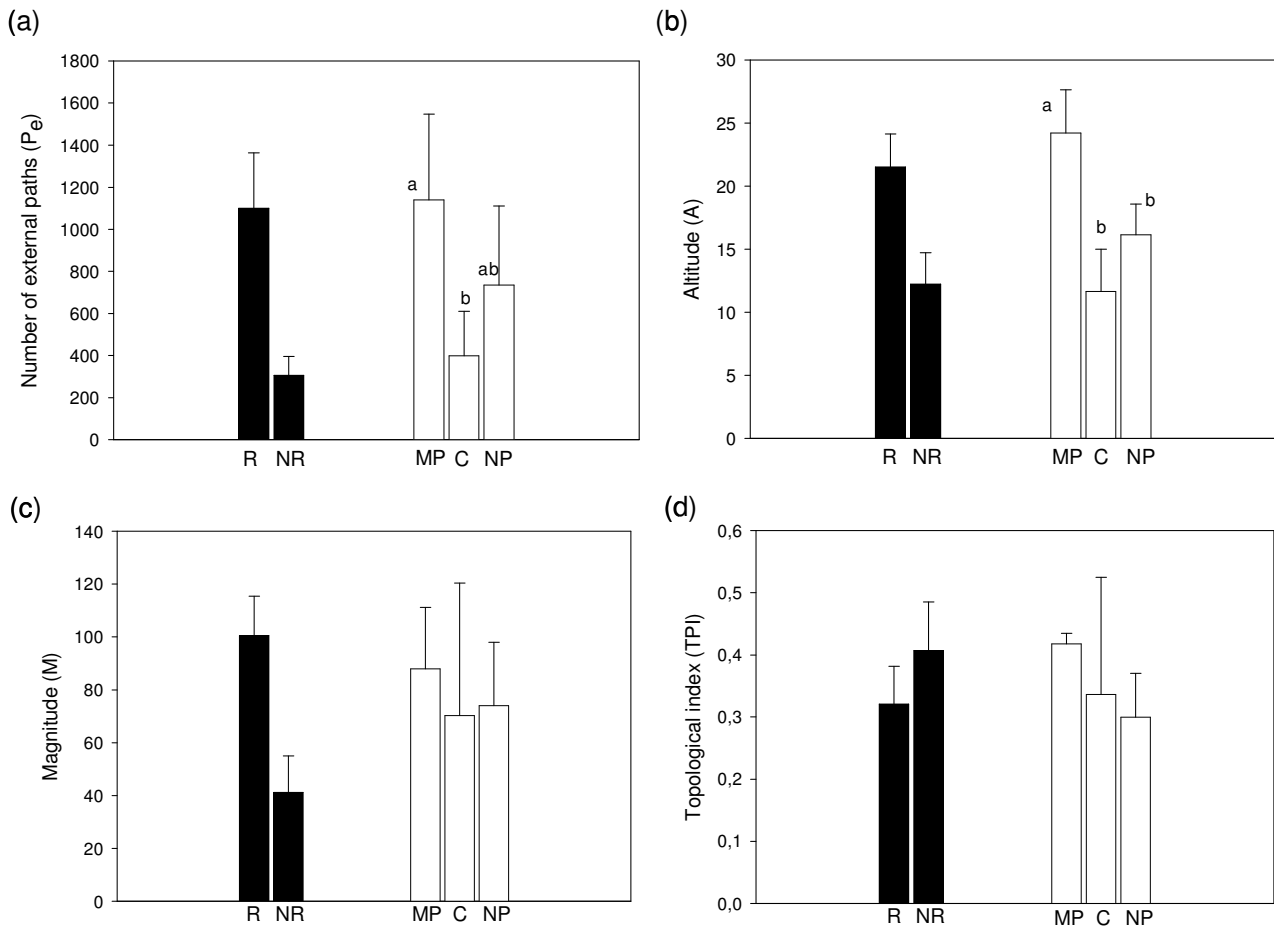 (a)
Number of external paths (Pe)
1800
1600
1400
1200
1000
800
600
400
200
0
a
b
ab
R NR MP C NP
(b)
Altitude (A)
30
25
20
15
10
5
0
a
b
b
R NR MP C NP
(c)
Magnitude (M)
140
120
100
80
60
40
20
0
R NR MP C NP
(d)
Topological index (TPI)
0,6
0,5
0,4
0,3
0,2
0,1
0,0
R NR MP C NP